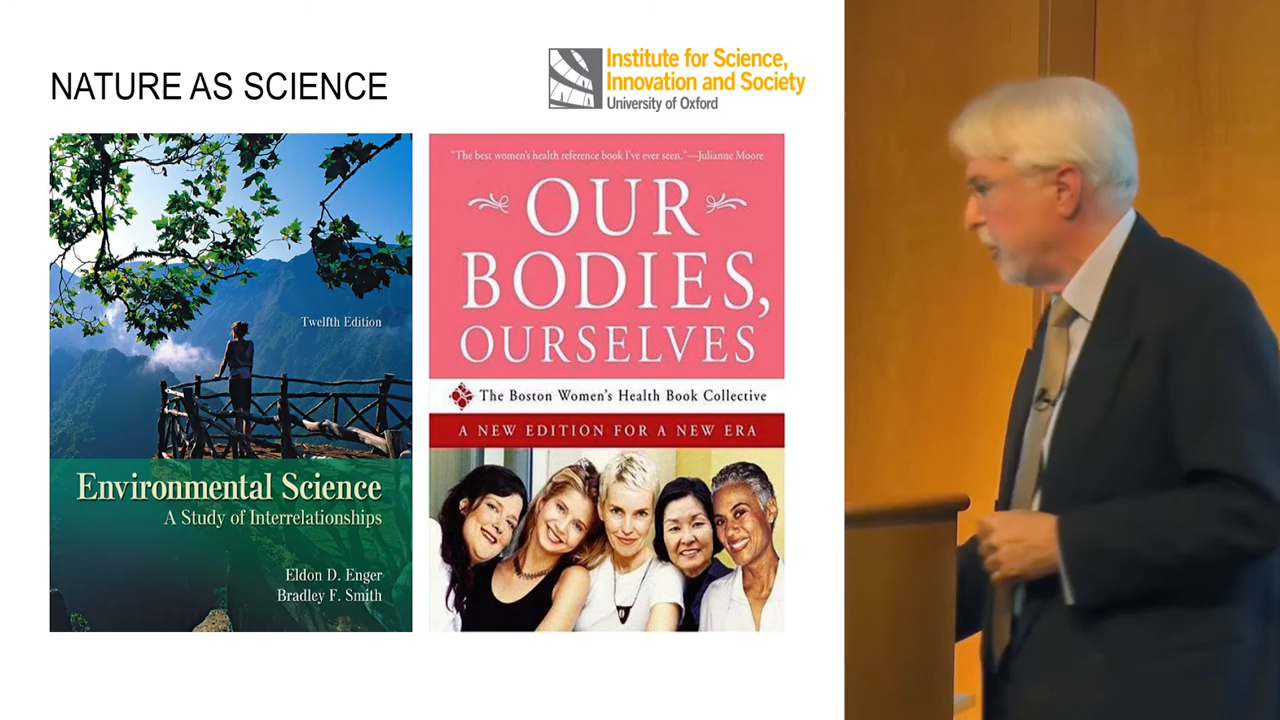 NATURE AS SCIENCE
Institute for Science,
Innovation and Society
University of Oxford
Twelfth Edition
Environmental Science
A Study of Interrelationships
Eldon D. Enger
Bradley F. Smith
"The best women's health reference book I've ever seen."—Julianne Moore
OUR
BODIES,
OURSELVES
The Boston Women's Health Book Collective
A NEW EDITION FOR A NEW ERA